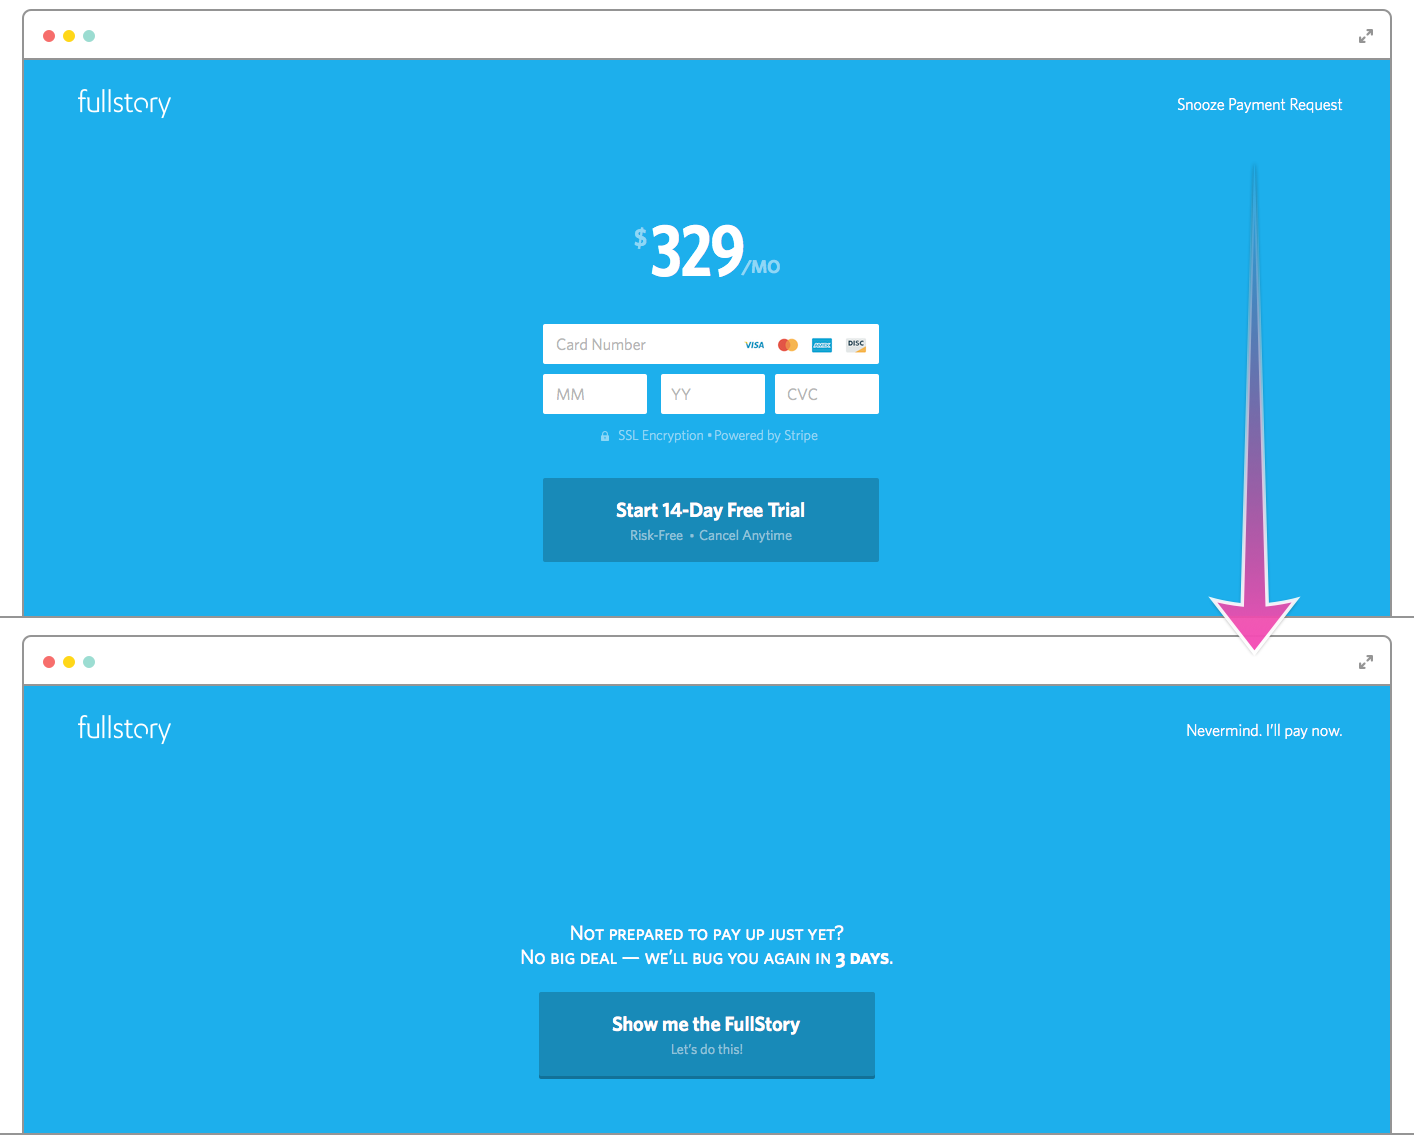 fullstory
Snooze Payment Request
$329/MO
Card Number VISA AMEX DISC
MM YY CVC
SSL Encryption • Powered by Stripe
Start 14-Day Free Trial
Risk-Free • Cancel Anytime
fullstory
Nevermind. I'll pay now.
Not prepared to pay up just yet?
No big deal — we'll bug you again in 3 days.
Show me the FullStory
Let's do this!